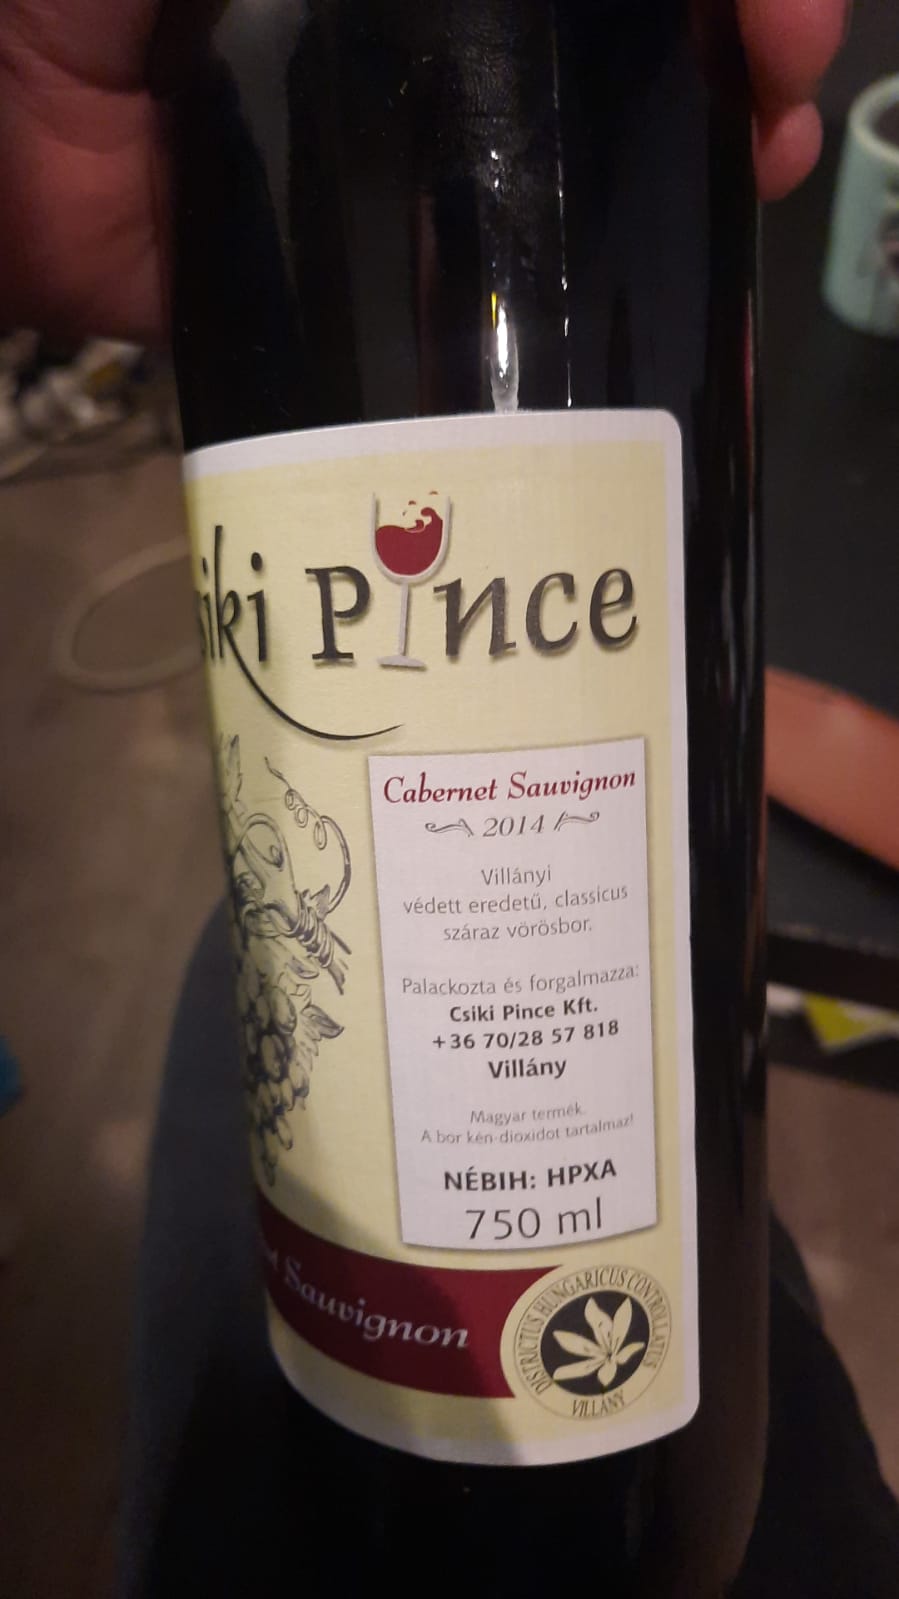 siki Pince
Cabernet Sauvignon
2014
Villányi
védett eredetű, classicus
száraz vörösbor.
Palackozta és forgalmazza:
Csiki Pince Kft.
+36 70/28 57 818
Villány
Magyar termék.
A bor kén-dioxidot tartalmaz!
NÉBIH: HPXA
750 ml
Sauvignon
DISTRICTUS HUNGARICUS CONTROLLATUS
VILLÁNY